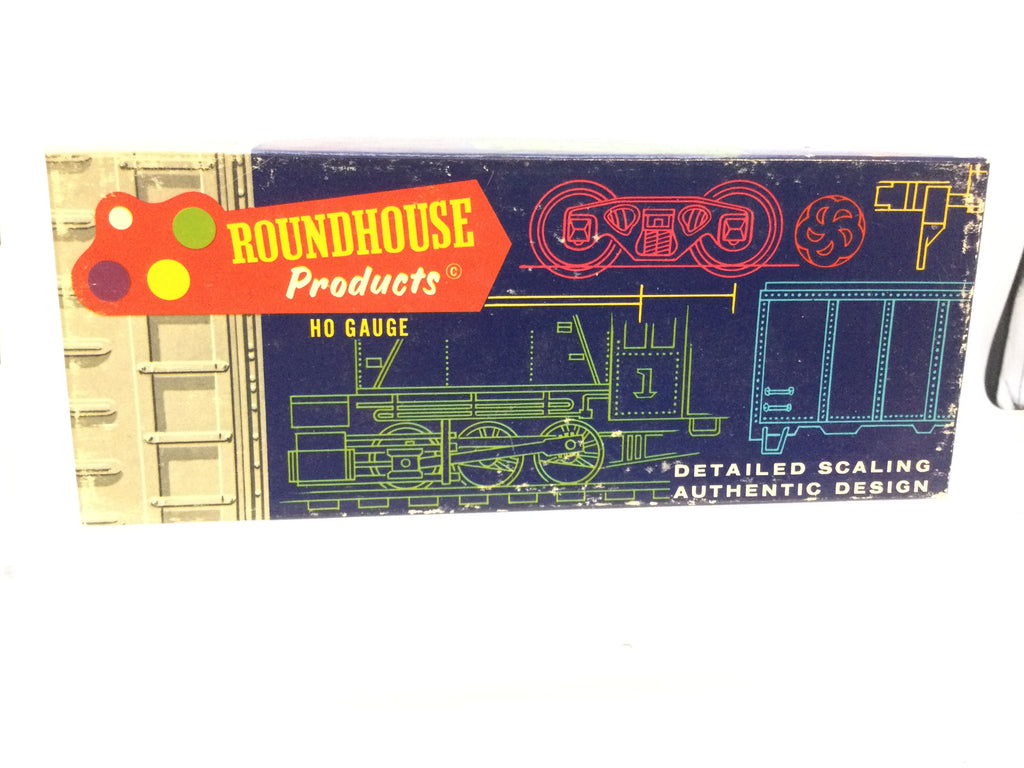 ROUNDHOUSE
Products ©
HO GAUGE
1
DETAILED SCALING
AUTHENTIC DESIGN